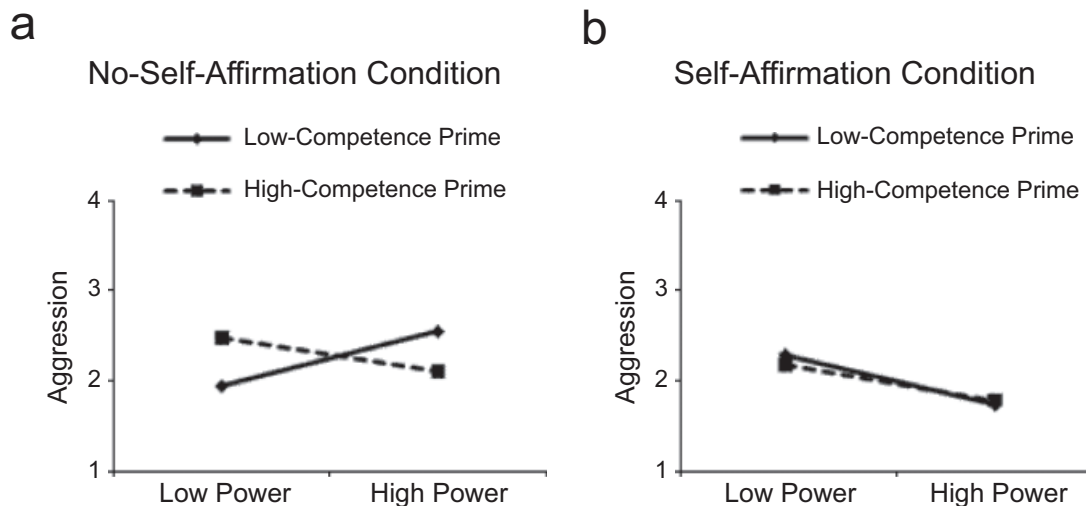 a
No-Self-Affirmation Condition
Low-Competence Prime
High-Competence Prime
4
3
2
1
Aggression
Low Power
High Power
b
Self-Affirmation Condition
Low-Competence Prime
High-Competence Prime
4
3
2
1
Aggression
Low Power
High Power